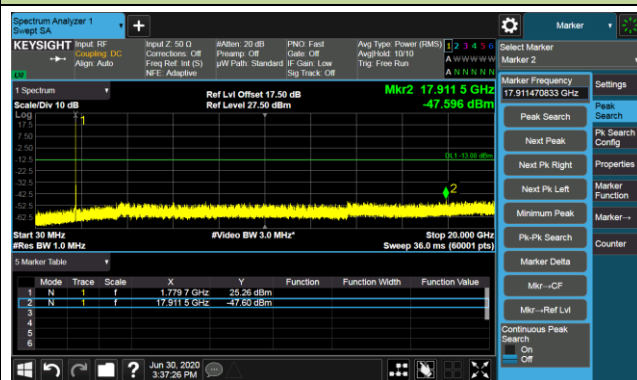 Spectrum Analyzer 1
Swept SA
KEYSIGHT
Input: RF
Coupling: DC
Align: Auto
Input Z: 50 Ω
Corrections: Off
Freq Ref: Int (S)
NFE: Adaptive
#Atten: 20 dB
Preamp: Off
µW Path: Standard
PNO: Fast
Gate: Off
IF Gain: Low
Sig Track: Off
Avg Type: Power (RMS)
Avg|Hold: 10/10
Trig: Free Run
1 2 3 4 5 6
A W W W W W
A N N N N N
LNI
1 Spectrum
Scale/Div 10 dB
Ref Lvl Offset 17.50 dB
Ref Level 27.50 dBm
Mkr2 17.911 5 GHz
-47.596 dBm
Log
17.5
7.50
-2.50
-12.5
-22.5
-32.5
-42.5
-52.5
-62.5
1
DL1 -13.00 dBm
2
Start 30 MHz
#Res BW 1.0 MHz
#Video BW 3.0 MHz*
Stop 20.000 GHz
Sweep 36.0 ms (60001 pts)
5 Marker Table
Mode Trace Scale X Y Function Function Width Function Value
1 N 1 f 1.779 7 GHz 25.26 dBm
2 N 1 f 17.911 5 GHz -47.60 dBm
3
4
5
6
Jun 30, 2020
3:37:26 PM
Marker
Select Marker
Marker 2
Marker Frequency
17.911470833 GHz
Peak Search
Next Peak
Next Pk Right
Next Pk Left
Minimum Peak
Pk-Pk Search
Marker Delta
Mkr→CF
Mkr→Ref Lvl
Continuous Peak
Search
On
Off
Settings
Peak
Search
Pk Search
Config
Properties
Marker
Function
Marker→
Counter